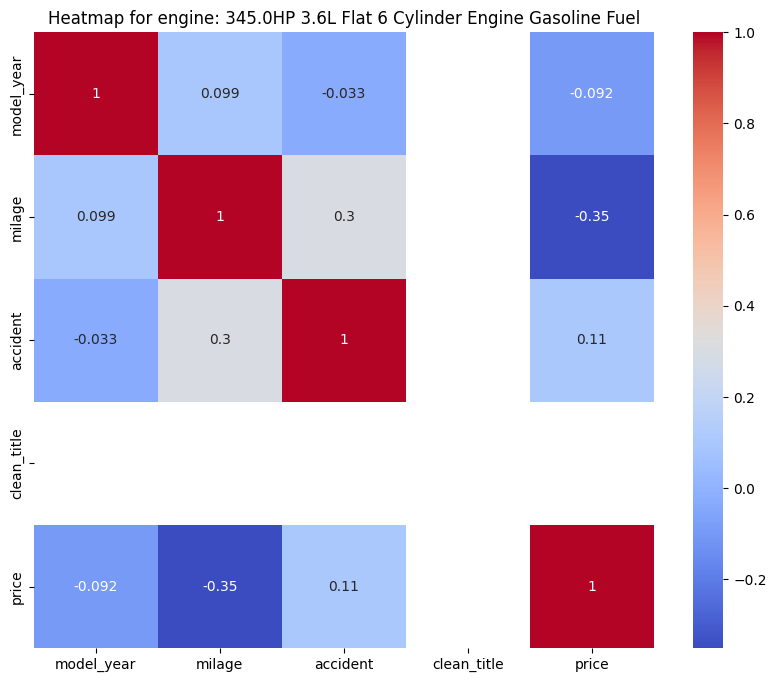 Heatmap for engine: 345.0HP 3.6L Flat 6 Cylinder Engine Gasoline Fuel
model_year
1
0.099
-0.033
-0.092
milage
0.099
1
0.3
-0.35
accident
-0.033
0.3
1
0.11
clean_title
price
-0.092
-0.35
0.11
1
model_year
milage
accident
clean_title
price
1.0
0.8
0.6
0.4
0.2
0.0
−0.2